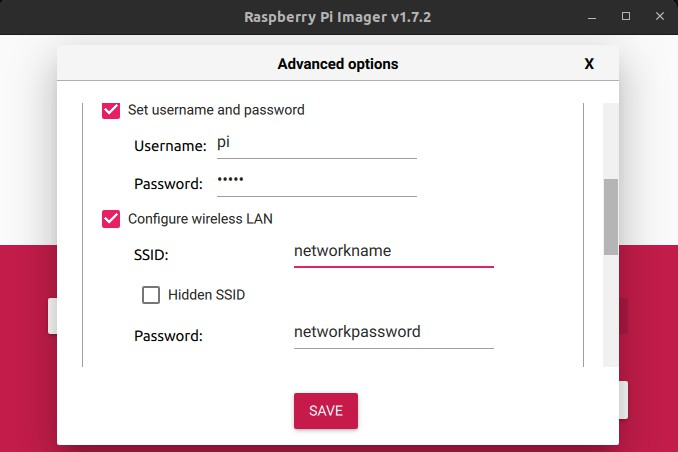 Raspberry Pi Imager v1.7.2
Advanced options X
Set username and password
Username: pi
Password: •••••
Configure wireless LAN
SSID: networkname
Hidden SSID
Password: networkpassword
SAVE